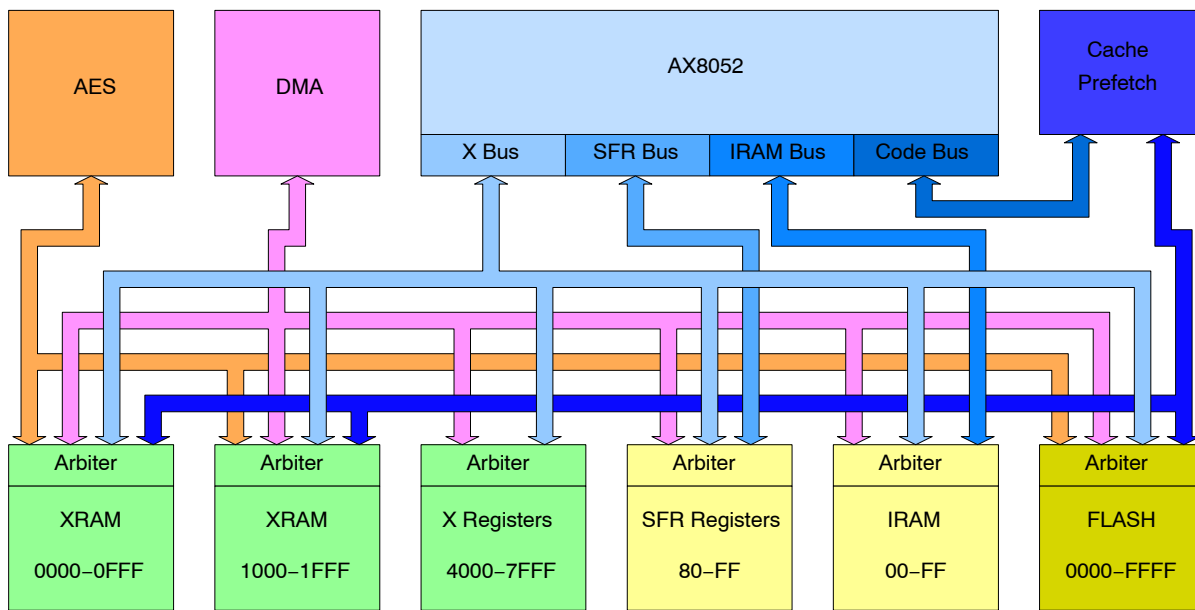 AES
DMA
AX8052
Cache
Prefetch
X Bus
SFR Bus
IRAM Bus
Code Bus
Arbiter
XRAM
0000−0FFF
Arbiter
XRAM
1000−1FFF
Arbiter
X Registers
4000−7FFF
Arbiter
SFR Registers
80−FF
Arbiter
IRAM
00−FF
Arbiter
FLASH
0000−FFFF